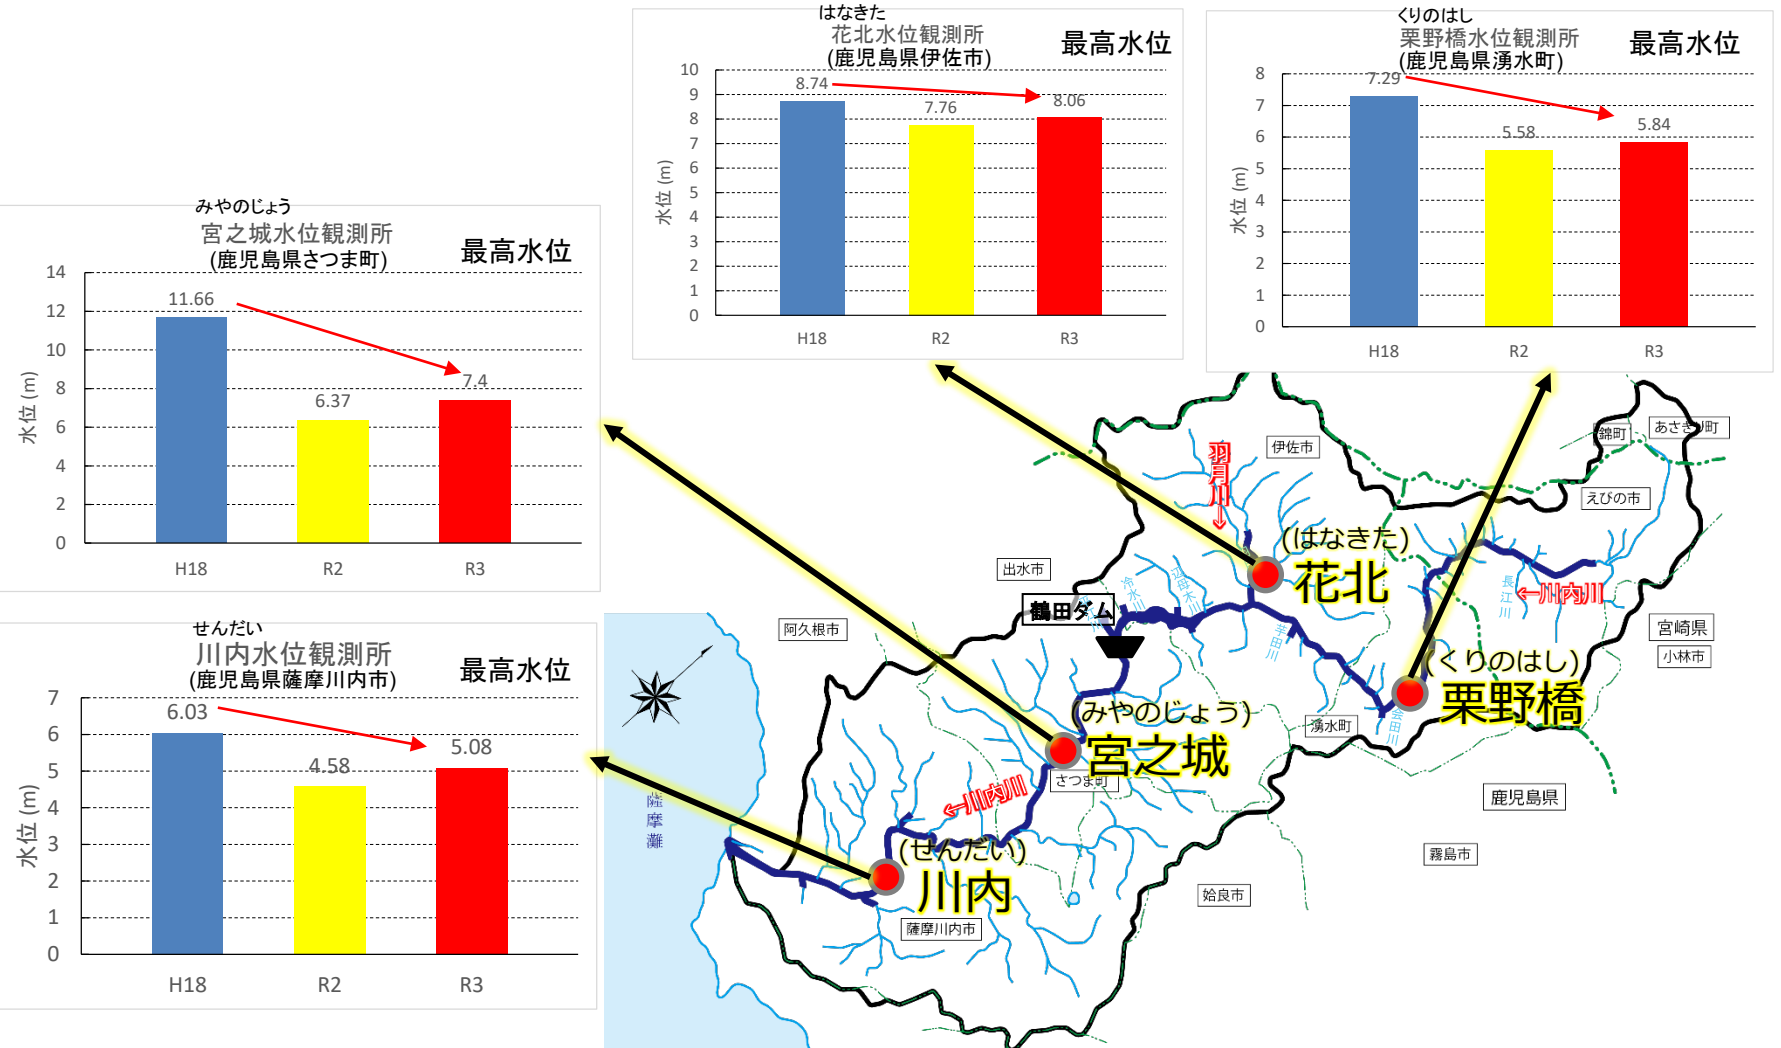 はなきた
花北水位観測所
(鹿児島県伊佐市)
最高水位
水位 (m)
10
9
8
7
6
5
4
3
2
1
0
8.74
7.76
8.06
H18
R2
R3
くりのはし
栗野橋水位観測所
(鹿児島県湧水町)
最高水位
水位 (m)
8
7
6
5
4
3
2
1
0
7.29
5.58
5.84
H18
R2
R3
みやのじょう
宮之城水位観測所
(鹿児島県さつま町)
最高水位
水位 (m)
14
12
10
8
6
4
2
0
11.66
6.37
7.4
H18
R2
R3
せんだい
川内水位観測所
(鹿児島県薩摩川内市)
最高水位
水位 (m)
7
6
5
4
3
2
1
0
6.03
4.58
5.08
H18
R2
R3
錦町
あさぎり町
伊佐市
羽月川→
えびの市
(はなきた)
花北
出水市
鶴田ダム
阿久根市
長江川
←川内川
宮崎県
小林市
(くりのはし)
栗野橋
湧水町
(みやのじょう)
宮之城
さつま町
←川内川
鹿児島県
霧島市
姶良市
薩摩灘
(せんだい)
川内
薩摩川内市